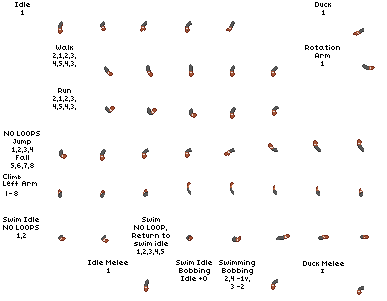 Idle
1
Duck
1
Walk
2,1,2,3,
4,5,4,3,
Rotation
Arm
1
Run
2,1,2,3,
4,5,4,3,
NO LOOPS
Jump
1,2,3,4
Fall
5,6,7,8
Climb
Left Arm
1-8
Swim Idle
NO LOOPS
1,2
Swim
NO LOOP,
Return to
swim idle
1,2,3,4,5
Swim Idle
Bobbing
Idle +0
Swimming
Bobbing
2,4 -1y,
3 -2
Idle Melee
1
Duck Melee
1